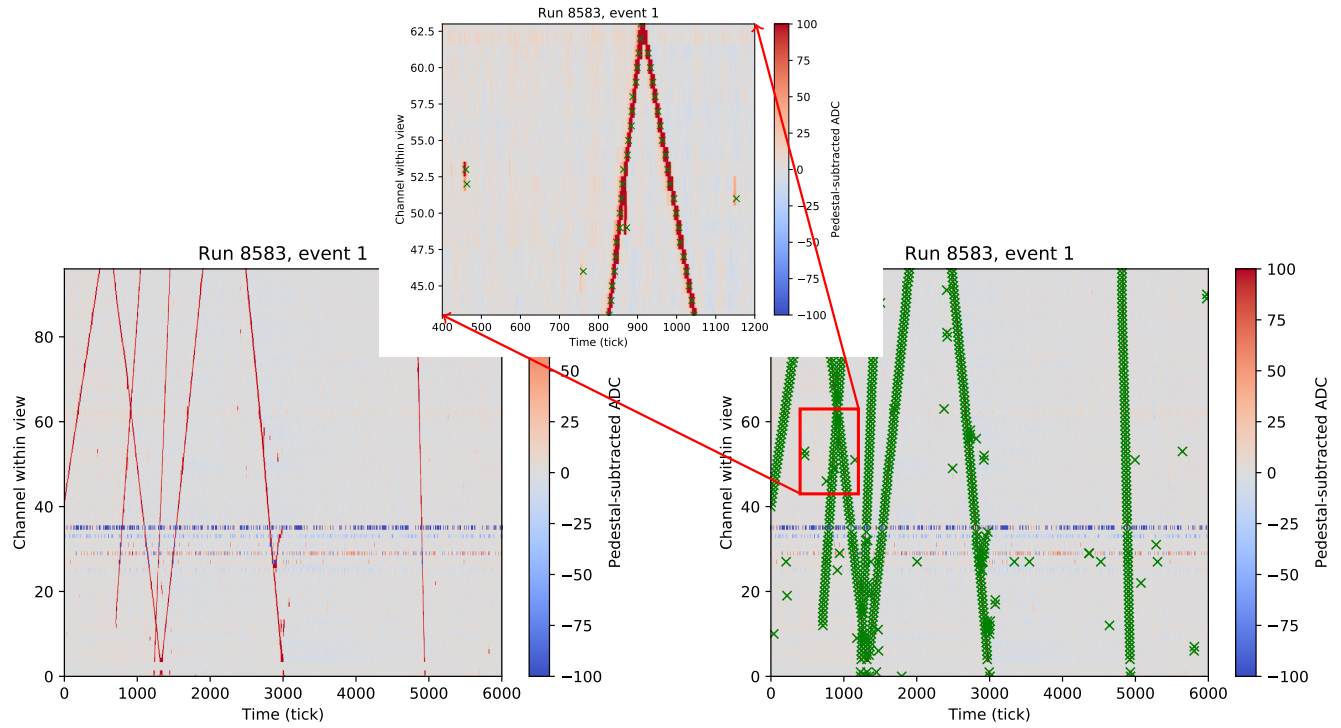 Run 8583, event 1
62.5
60.0
57.5
55.0
52.5
50.0
47.5
45.0
Channel within view
400 500 600 700 800 900 1000 1100 1200
Time (tick)
100
75
50
25
0
−25
−50
−75
−100
Pedestal-subtracted ADC
Run 8583, event 1
80
60
40
20
0
Channel within view
0 1000 2000 3000 4000 5000 6000
Time (tick)
50
25
0
−25
−50
−75
−100
Pedestal-subtracted ADC
Run 8583, event 1
60
40
20
0
Channel within view
0 1000 2000 3000 4000 5000 6000
Time (tick)
100
75
50
25
0
−25
−50
−75
−100
Pedestal-subtracted ADC